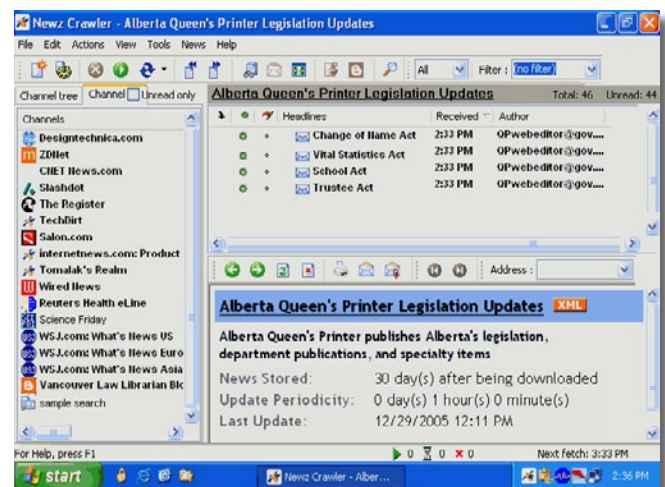 Newz Crawler - Alberta Queen's Printer Legislation Updates
File Edit Actions View Tools News Help
All Filter : (no filter)
Channel tree Channel Unread only
Alberta Queen's Printer Legislation Updates Total: 46 Unread: 44
Channels
Headlines Received Author
Designtechnica.com
ZDNet
CNET News.com
Slashdot
The Register
TechDirt
Salon.com
internetnews.com: Product
Tomalak's Realm
Wired News
Reuters Health eLine
Science Friday
WSJ.com: What's News US
WSJ.com: What's News Euro
WSJ.com: What's News Asia
Vancouver Law Librarian Blc
sample search
Change of Name Act 2:33 PM QPwebeditor@gov....
Vital Statistics Act 2:33 PM QPwebeditor@gov....
School Act 2:33 PM QPwebeditor@gov....
Trustee Act 2:33 PM QPwebeditor@gov....
Address :
Alberta Queen's Printer Legislation Updates XML
Alberta Queen's Printer publishes Alberta's legislation,
department publications, and specialty items
News Stored: 30 day(s) after being downloaded
Update Periodicity: 0 day(s) 1 hour(s) 0 minute(s)
Last Update: 12/29/2005 12:11 PM
For Help, press F1 0 0 0 Next fetch: 3:33 PM
start Newz Crawler - Alber... 2:36 PM